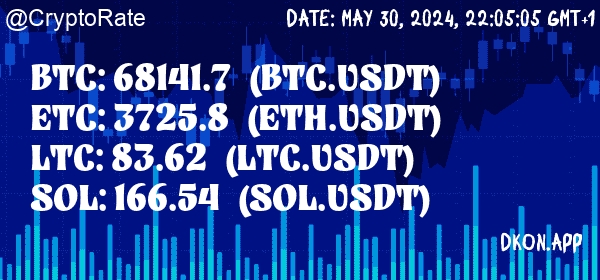 @CryptoRate
DATE: MAY 30, 2024, 22:05:05 GMT+1
BTC: 68141.7 (BTC.USDT)
ETC: 3725.8 (ETH.USDT)
LTC: 83.62 (LTC.USDT)
SOL: 166.54 (SOL.USDT)
DKON.APP